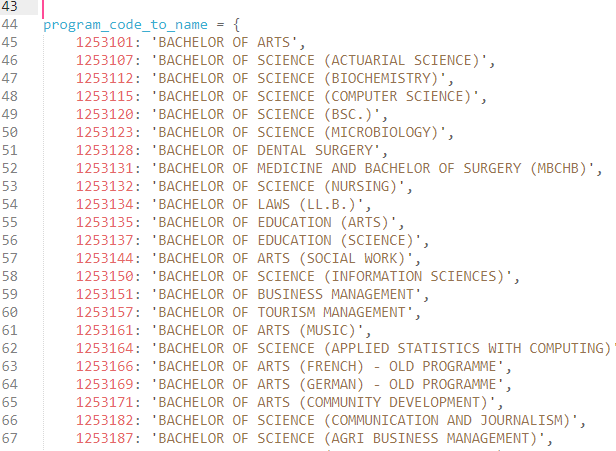 43
44 program_code_to_name = {
45 1253101: 'BACHELOR OF ARTS',
46 1253107: 'BACHELOR OF SCIENCE (ACTUARIAL SCIENCE)',
47 1253112: 'BACHELOR OF SCIENCE (BIOCHEMISTRY)',
48 1253115: 'BACHELOR OF SCIENCE (COMPUTER SCIENCE)',
49 1253120: 'BACHELOR OF SCIENCE (BSC.)',
50 1253123: 'BACHELOR OF SCIENCE (MICROBIOLOGY)',
51 1253128: 'BACHELOR OF DENTAL SURGERY',
52 1253131: 'BACHELOR OF MEDICINE AND BACHELOR OF SURGERY (MBCHB)',
53 1253132: 'BACHELOR OF SCIENCE (NURSING)',
54 1253134: 'BACHELOR OF LAWS (LL.B.)',
55 1253135: 'BACHELOR OF EDUCATION (ARTS)',
56 1253137: 'BACHELOR OF EDUCATION (SCIENCE)',
57 1253144: 'BACHELOR OF ARTS (SOCIAL WORK)',
58 1253150: 'BACHELOR OF SCIENCE (INFORMATION SCIENCES)',
59 1253151: 'BACHELOR OF BUSINESS MANAGEMENT',
60 1253157: 'BACHELOR OF TOURISM MANAGEMENT',
61 1253161: 'BACHELOR OF ARTS (MUSIC)',
62 1253164: 'BACHELOR OF SCIENCE (APPLIED STATISTICS WITH COMPUTING)'
63 1253166: 'BACHELOR OF ARTS (FRENCH) - OLD PROGRAMME',
64 1253169: 'BACHELOR OF ARTS (GERMAN) - OLD PROGRAMME',
65 1253171: 'BACHELOR OF ARTS (COMMUNITY DEVELOPMENT)',
66 1253182: 'BACHELOR OF SCIENCE (COMMUNICATION AND JOURNALISM)',
67 1253187: 'BACHELOR OF SCIENCE (AGRI BUSINESS MANAGEMENT)',